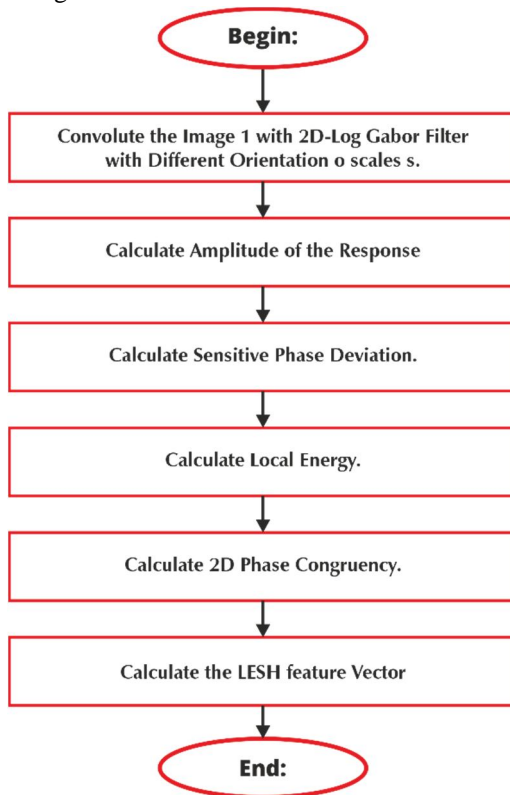 Begin:
Convolute the Image 1 with 2D-Log Gabor Filter
with Different Orientation o scales s.
Calculate Amplitude of the Response
Calculate Sensitive Phase Deviation.
Calculate Local Energy.
Calculate 2D Phase Congruency.
Calculate the LESH feature Vector
End: